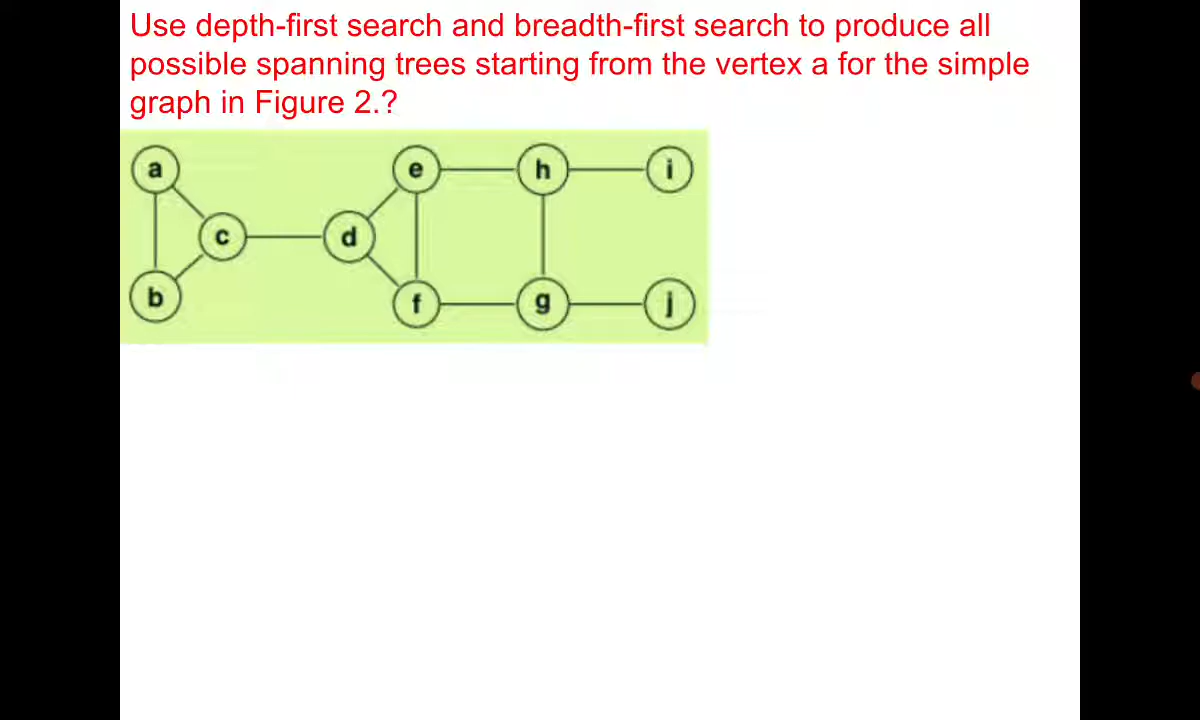 Use depth-first search and breadth-first search to produce all
possible spanning trees starting from the vertex a for the simple
graph in Figure 2.?
a e h i
c d
b f g j